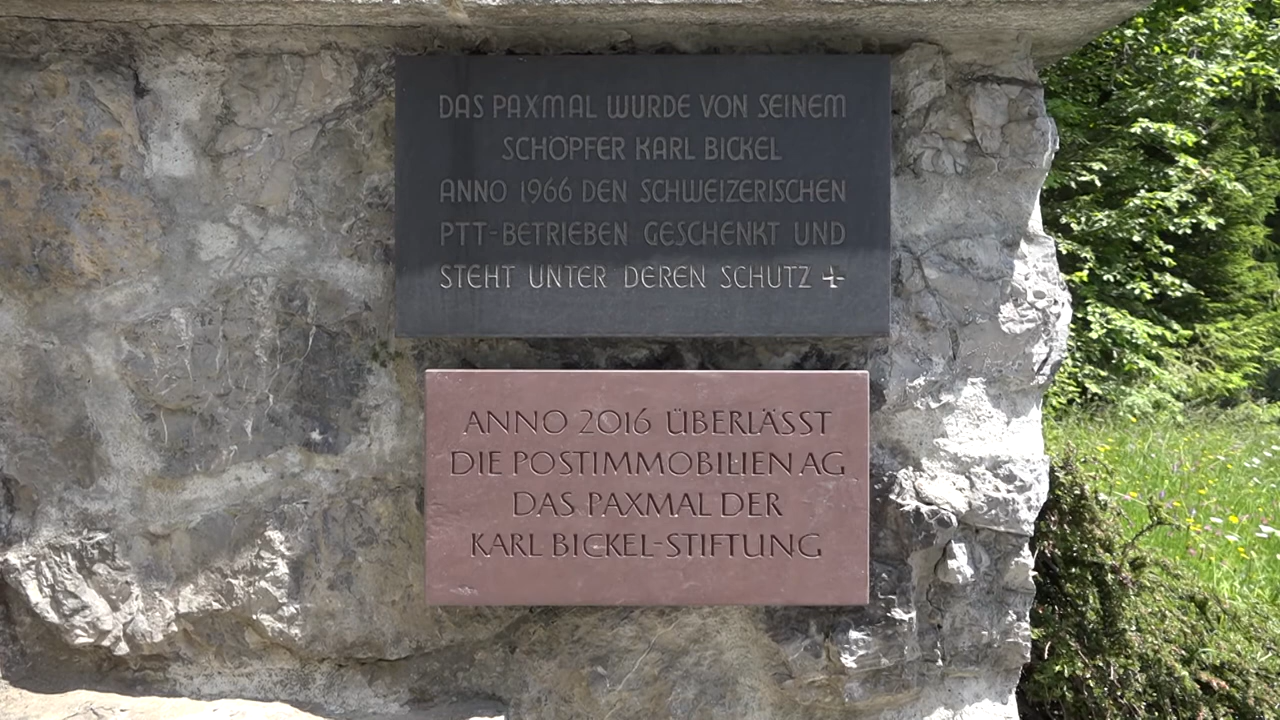 DAS PAXMAL WURDE VON SEINEM
SCHÖPFER KARL BICKEL
ANNO 1966 DEN SCHWEIZERISCHEN
PTT-BETRIEBEN GESCHENKT UND
STEHT UNTER DEREN SCHUTZ +
ANNO 2016 ÜBERLÄSST
DIE POSTIMMOBILIEN AG
DAS PAXMAL DER
KARL BICKEL-STIFTUNG